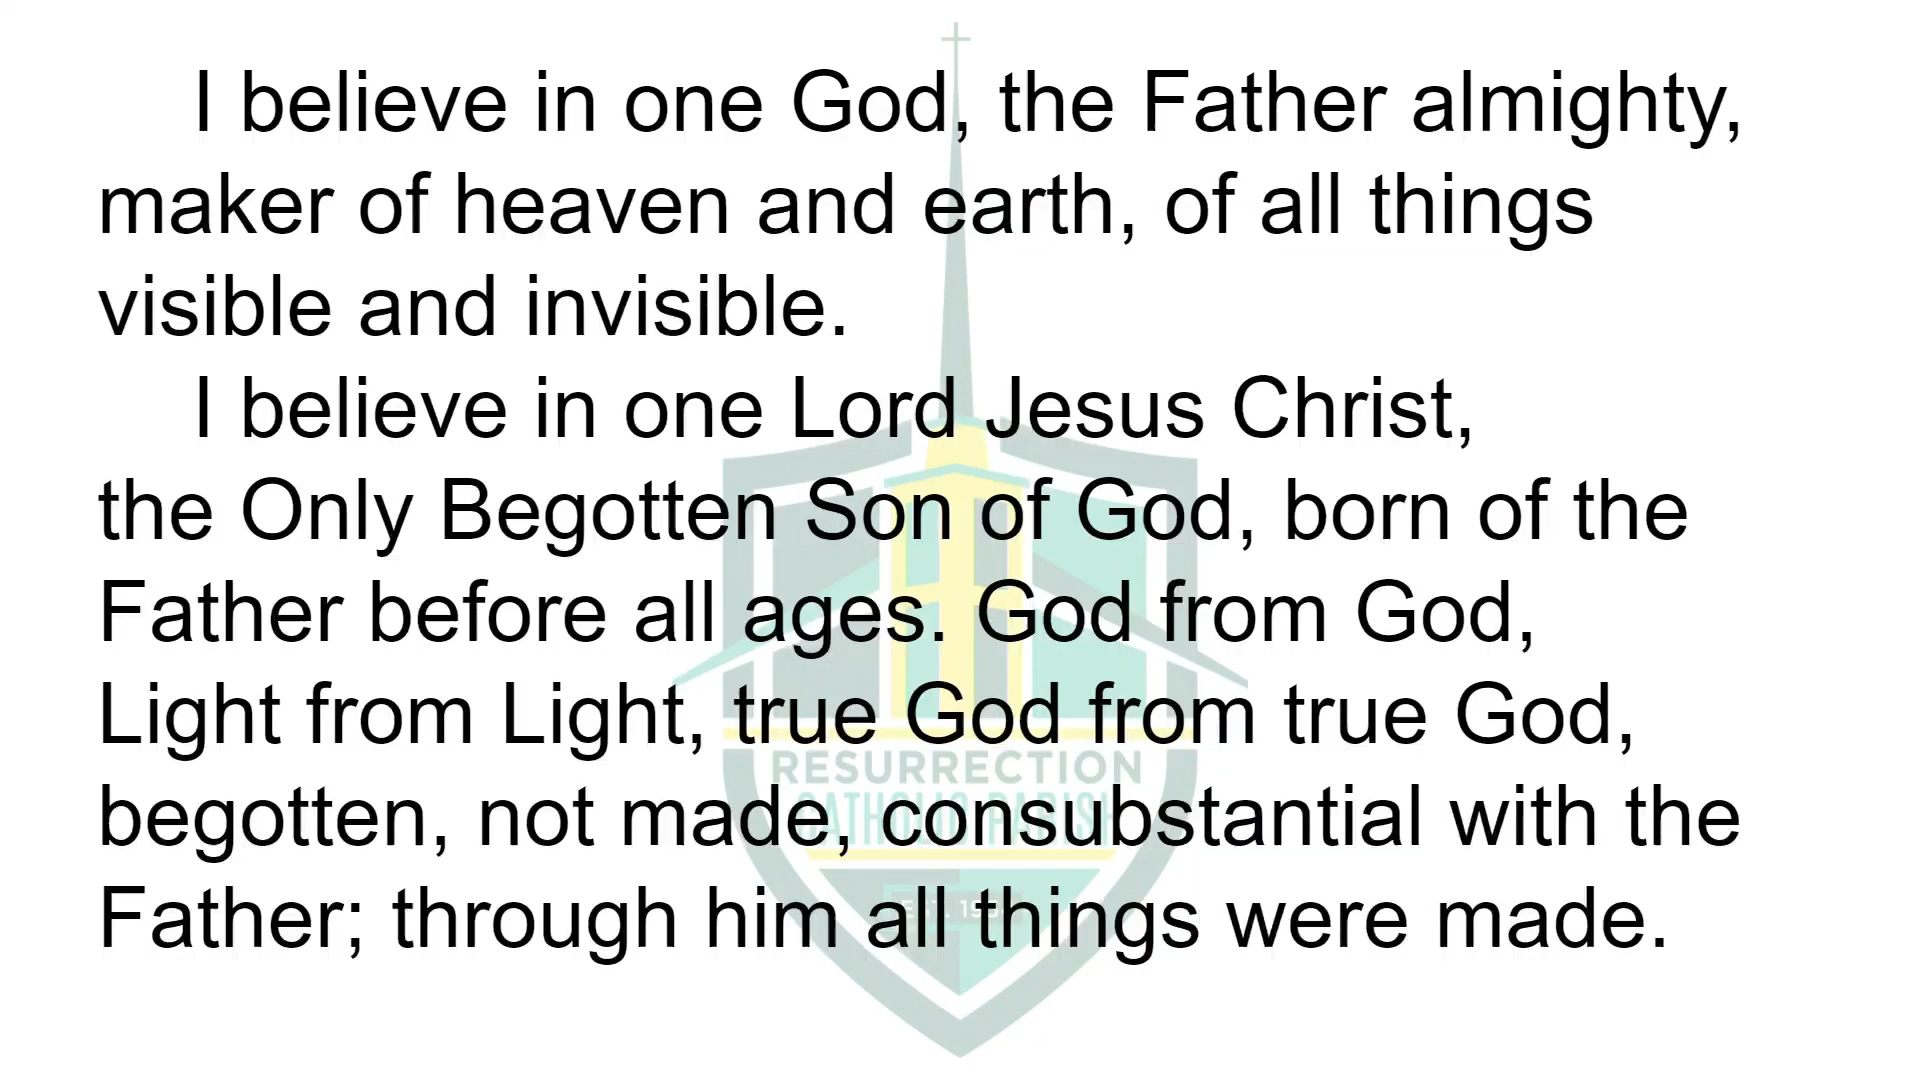 I believe in one God, the Father almighty,
maker of heaven and earth, of all things
visible and invisible.
I believe in one Lord Jesus Christ,
the Only Begotten Son of God, born of the
Father before all ages. God from God,
Light from Light, true God from true God,
RESURRECTION
CATHOLIC PARISH
begotten, not made, consubstantial with the
Father; through him all things were made.
EST.